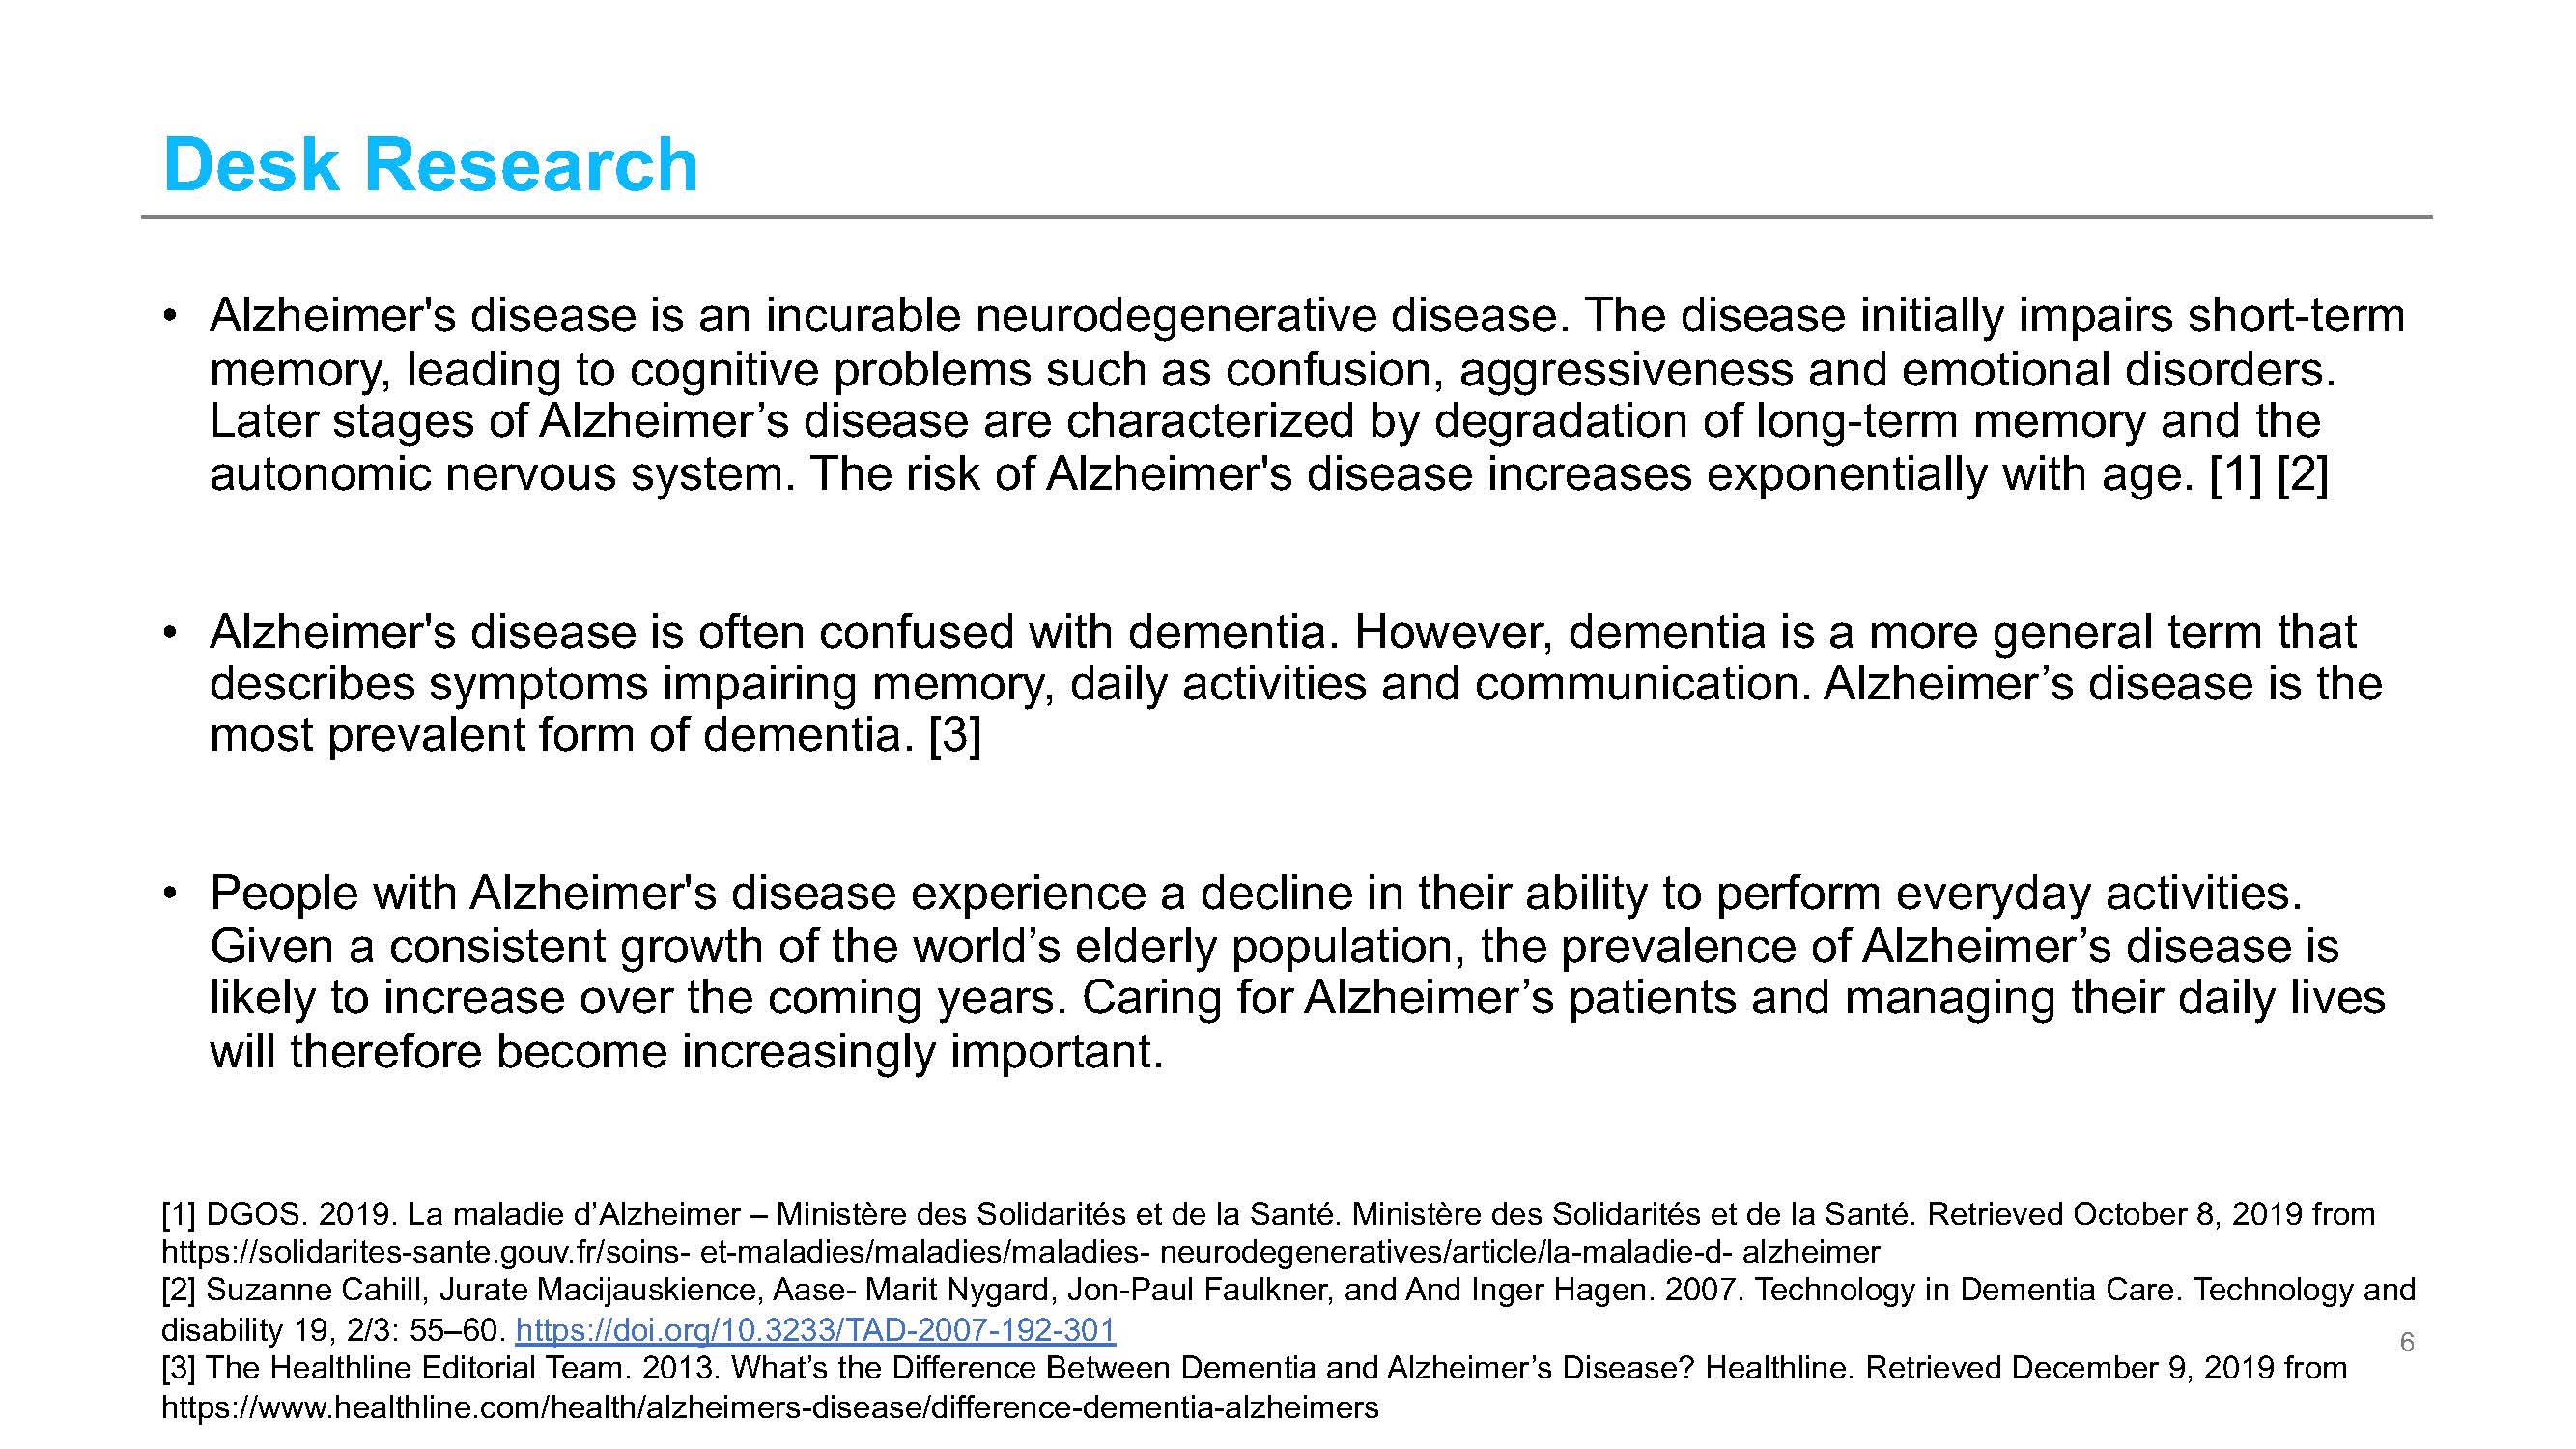 Desk Research
• Alzheimer's disease is an incurable neurodegenerative disease. The disease initially impairs short-term
memory, leading to cognitive problems such as confusion, aggressiveness and emotional disorders.
Later stages of Alzheimer’s disease are characterized by degradation of long-term memory and the
autonomic nervous system. The risk of Alzheimer's disease increases exponentially with age. [1] [2]
• Alzheimer's disease is often confused with dementia. However, dementia is a more general term that
describes symptoms impairing memory, daily activities and communication. Alzheimer’s disease is the
most prevalent form of dementia. [3]
• People with Alzheimer's disease experience a decline in their ability to perform everyday activities.
Given a consistent growth of the world’s elderly population, the prevalence of Alzheimer’s disease is
likely to increase over the coming years. Caring for Alzheimer’s patients and managing their daily lives
will therefore become increasingly important.
[1] DGOS. 2019. La maladie d’Alzheimer – Ministère des Solidarités et de la Santé. Ministère des Solidarités et de la Santé. Retrieved October 8, 2019 from
https://solidarites-sante.gouv.fr/soins- et-maladies/maladies/maladies- neurodegeneratives/article/la-maladie-d- alzheimer
[2] Suzanne Cahill, Jurate Macijauskience, Aase- Marit Nygard, Jon-Paul Faulkner, and And Inger Hagen. 2007. Technology in Dementia Care. Technology and
disability 19, 2/3: 55–60. https://doi.org/10.3233/TAD-2007-192-301
[3] The Healthline Editorial Team. 2013. What’s the Difference Between Dementia and Alzheimer’s Disease? Healthline. Retrieved December 9, 2019 from
https://www.healthline.com/health/alzheimers-disease/difference-dementia-alzheimers
6